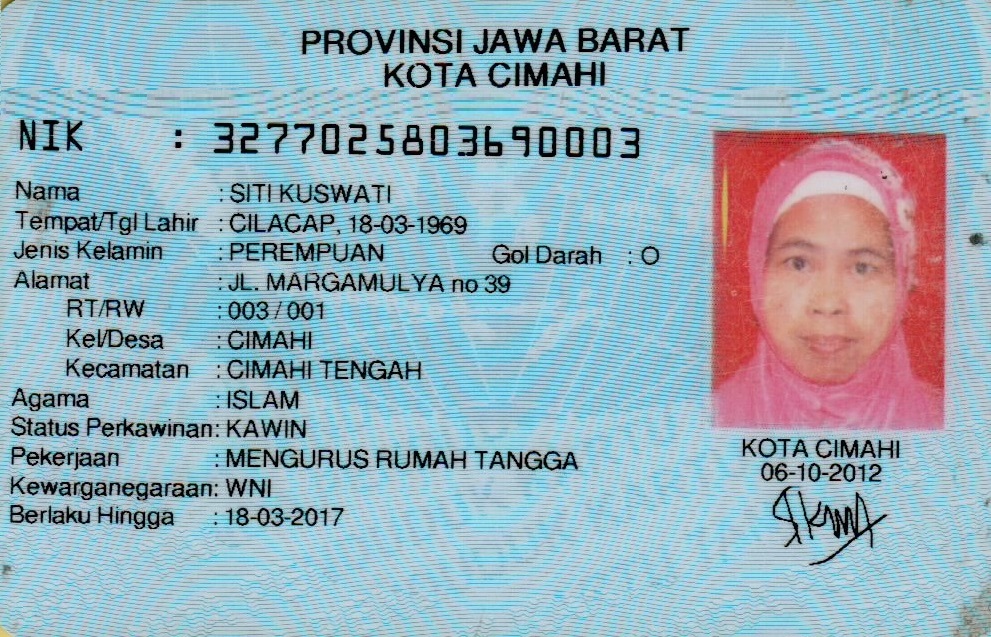 PROVINSI JAWA BARAT
KOTA CIMAHI
NIK : 3277025803690003
Nama : SITI KUSWATI
Tempat/Tgl Lahir : CILACAP, 18-03-1969
Jenis Kelamin : PEREMPUAN Gol Darah : O
Alamat : JL. MARGAMULYA no 39
RT/RW : 003 / 001
Kel/Desa : CIMAHI
Kecamatan : CIMAHI TENGAH
Agama : ISLAM
Status Perkawinan: KAWIN
Pekerjaan : MENGURUS RUMAH TANGGA
Kewarganegaraan: WNI
Berlaku Hingga : 18-03-2017
KOTA CIMAHI
06-10-2012